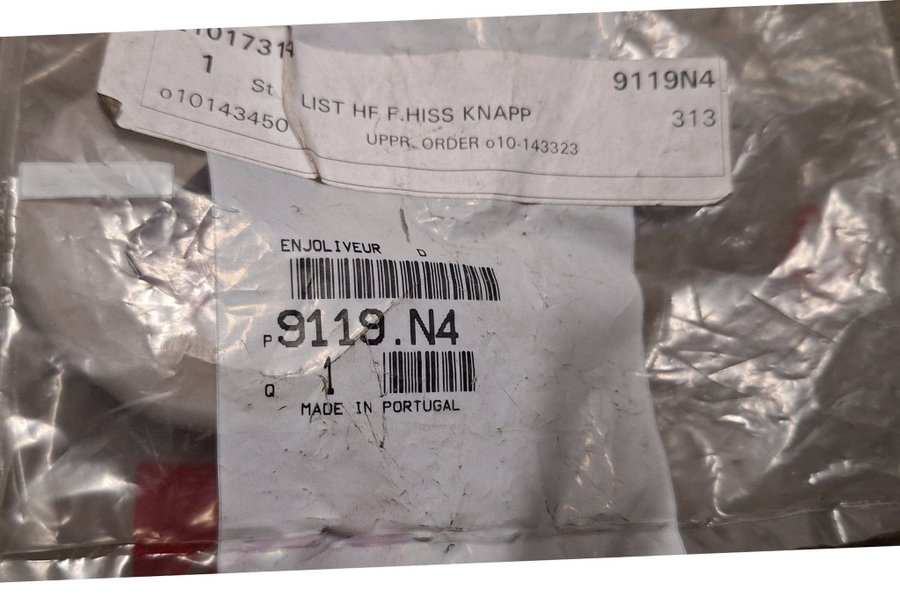 1017314
1 St LIST HF F.HISS KNAPP 9119N4
o10143450 UPPR. ORDER o10-143323 313
ENJOLIVEUR D
P 9119.N4
Q 1
MADE IN PORTUGAL